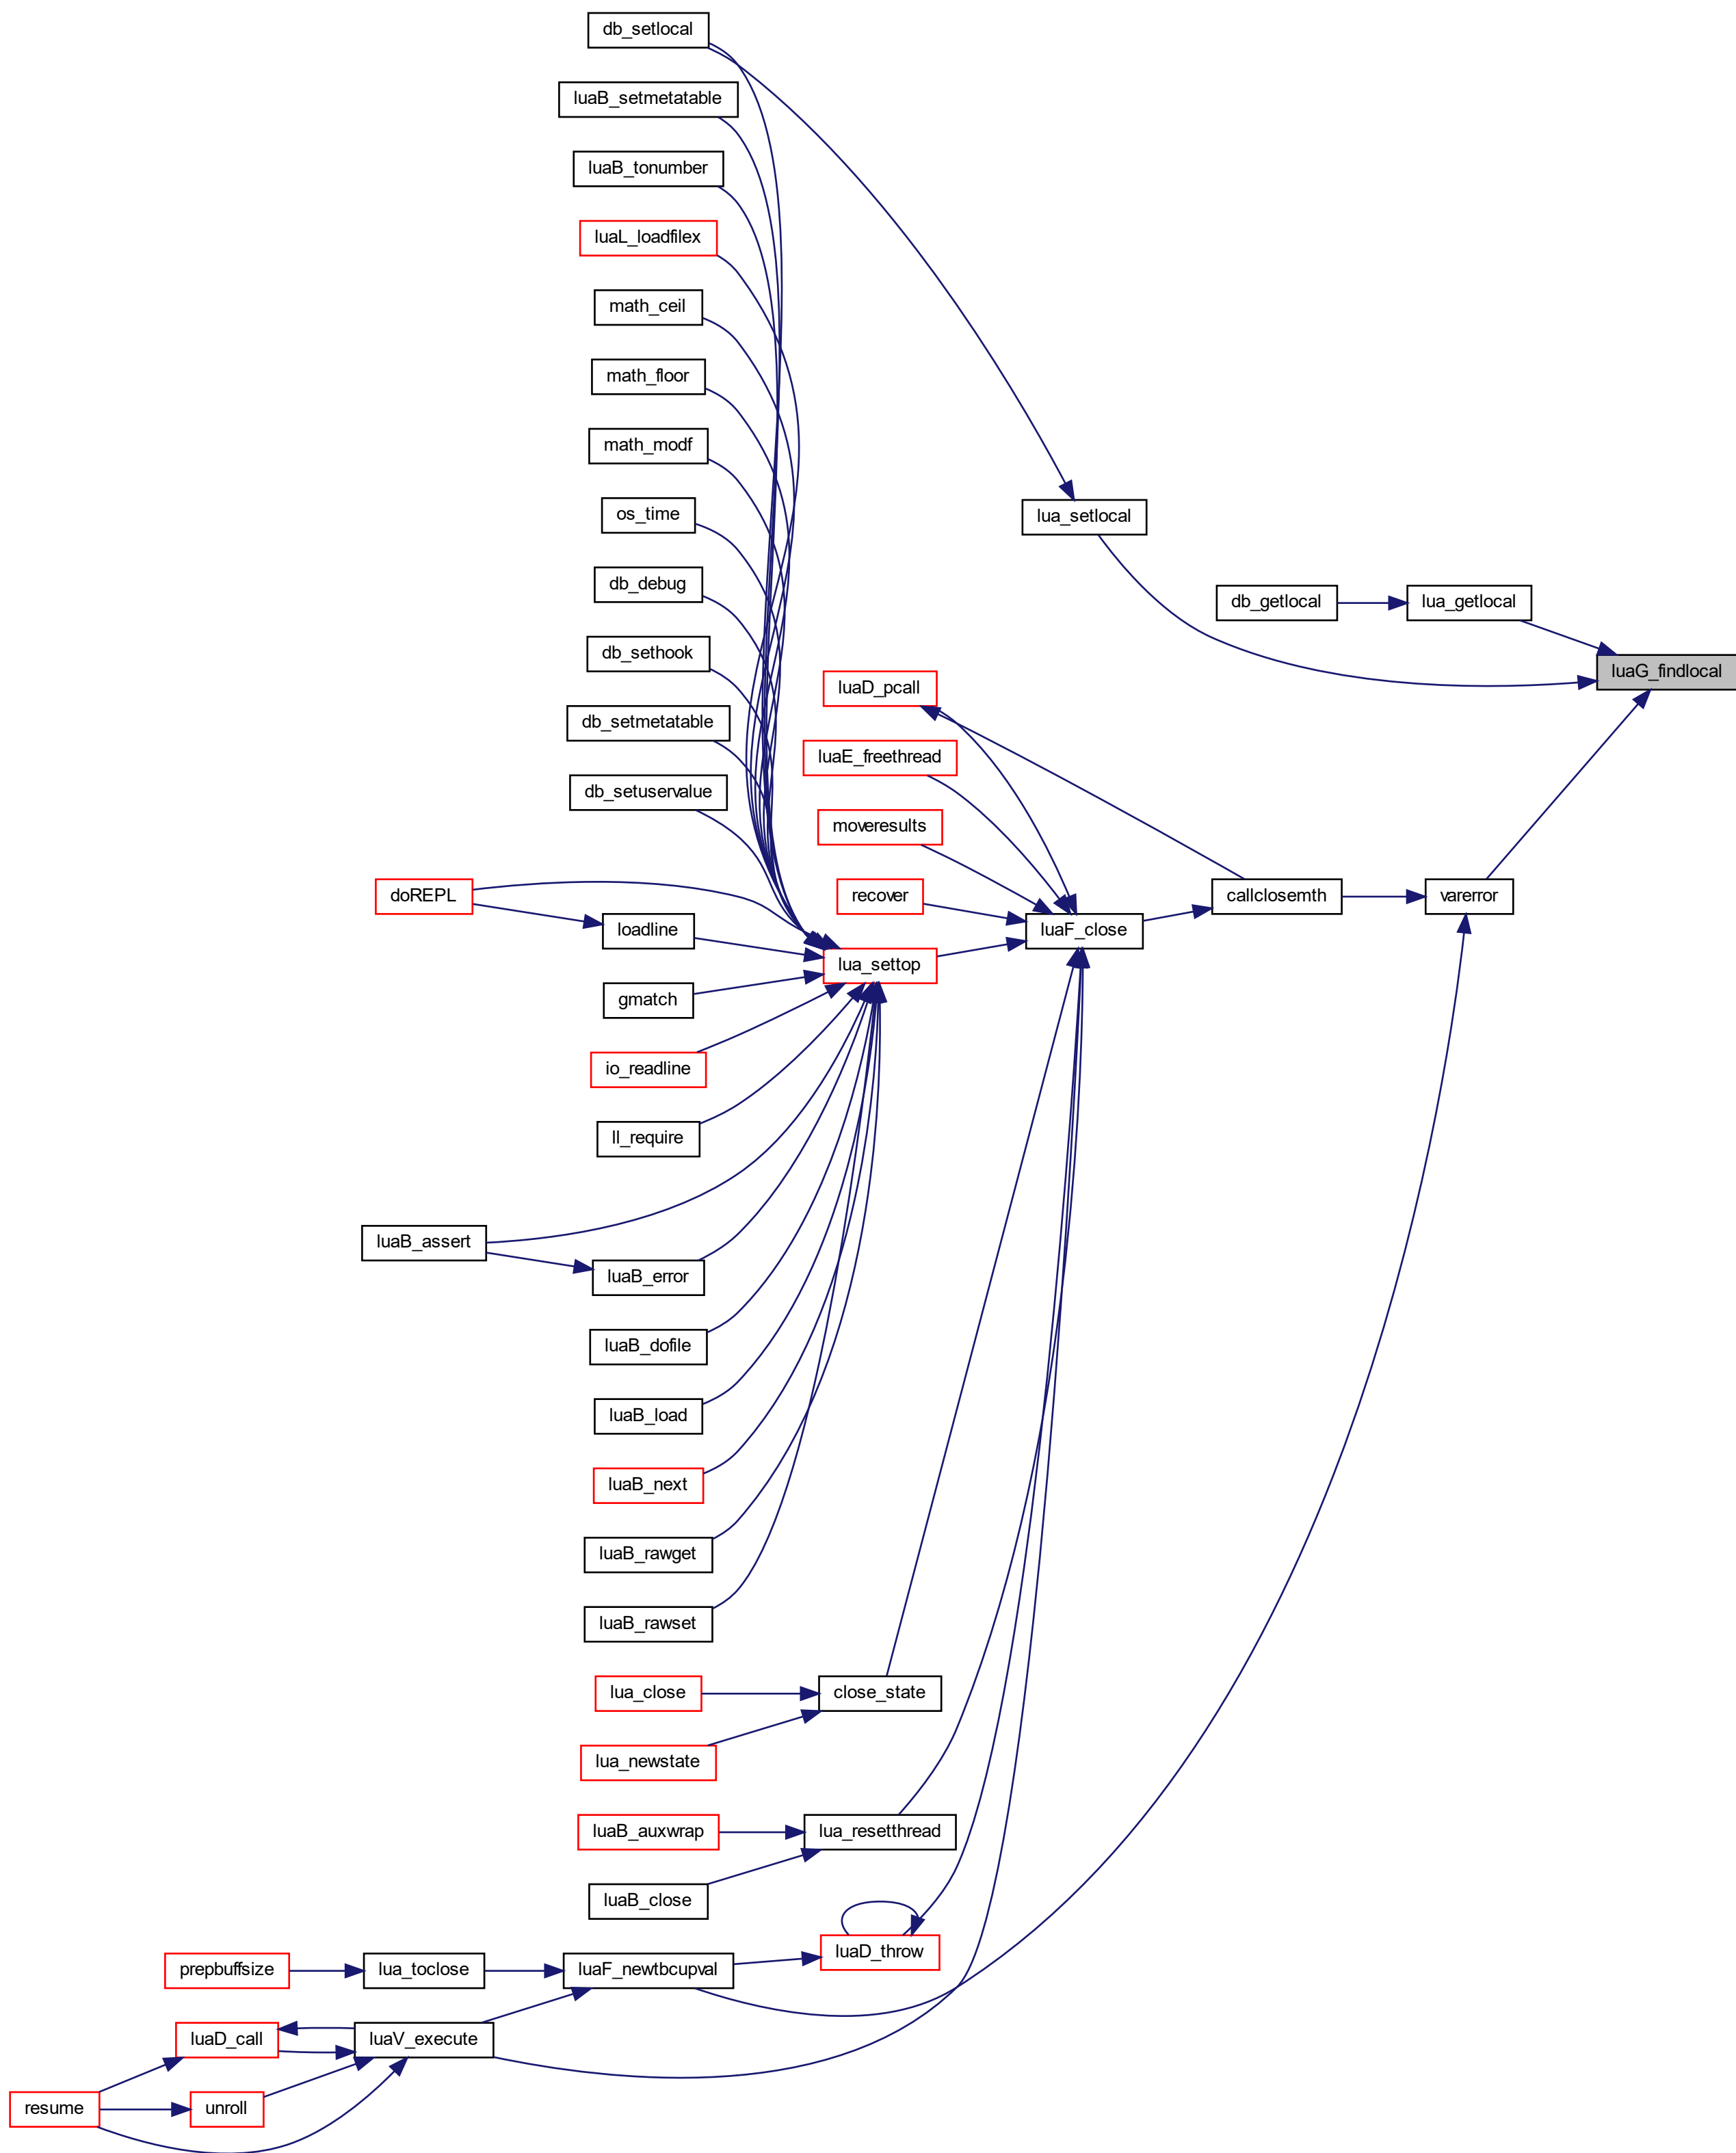 db_setlocal
luaB_setmetatable
luaB_tonumber
luaL_loadfilex
math_ceil
math_floor
math_modf
os_time
lua_setlocal
db_debug
db_getlocal
lua_getlocal
db_sethook
luaG_findlocal
luaD_pcall
db_setmetatable
luaE_freethread
db_setuservalue
moveresults
doREPL
recover
callclosemth
varerror
loadline
luaF_close
lua_settop
gmatch
io_readline
ll_require
luaB_assert
luaB_error
luaB_dofile
luaB_load
luaB_next
luaB_rawget
luaB_rawset
lua_close
close_state
lua_newstate
luaB_auxwrap
lua_resetthread
luaB_close
luaD_throw
prepbuffsize
lua_toclose
luaF_newtbcupval
luaD_call
luaV_execute
resume
unroll